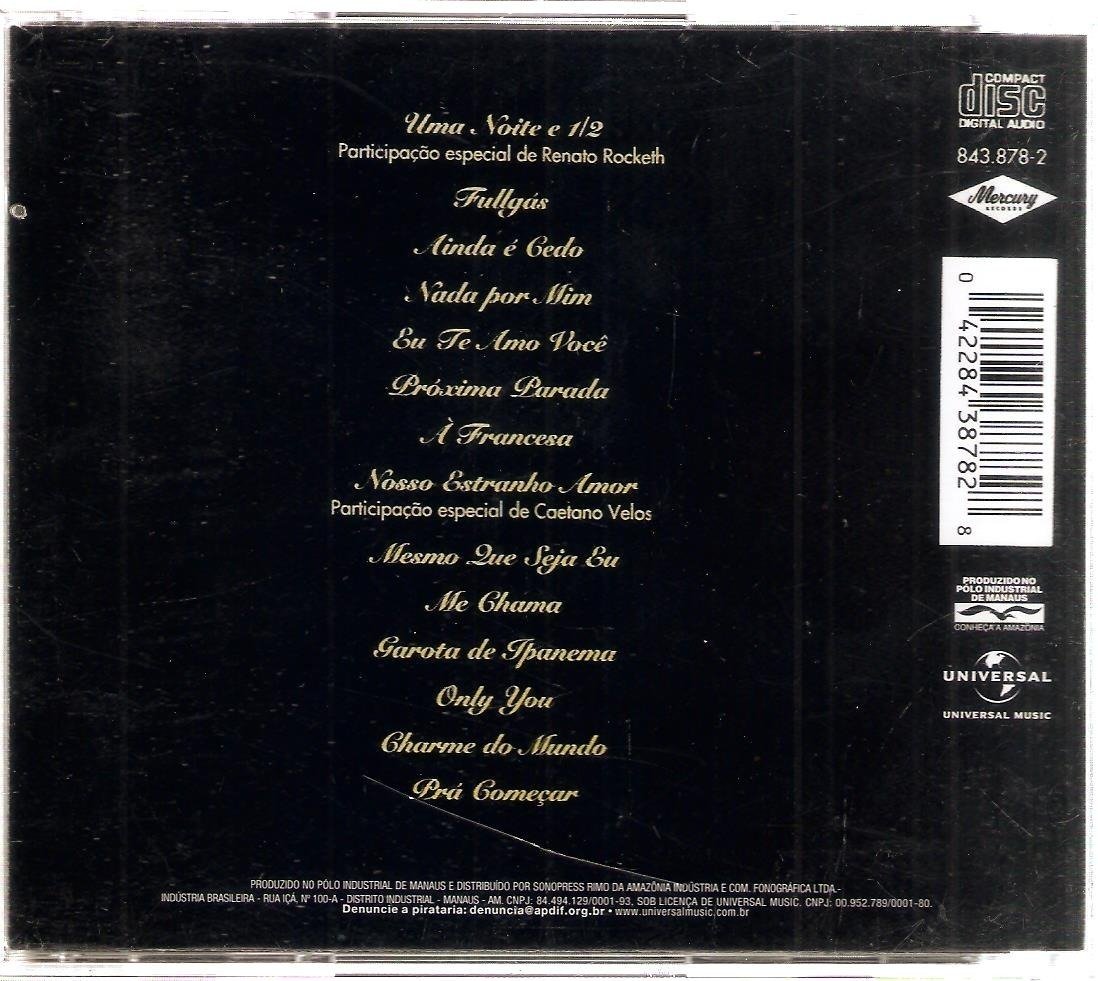 Uma Noite e 1/2
Participação especial de Renato Rocketh
Fullgás
Ainda é Cedo
Nada por Mim
Eu Te Amo Você
Próxima Parada
À Francesa
Nosso Estranho Amor
Participação especial de Caetano Velos
Mesmo Que Seja Eu
Me Chama
Garota de Ipanema
Only You
Charme do Mundo
Prá Começar
COMPACT
disc
DIGITAL AUDIO
843.878-2
Mercury
RECORDS
0 42284 38782 8
PRODUZIDO NO
PÓLO INDUSTRIAL
DE MANAUS
CONHEÇA A AMAZÔNIA
UNIVERSAL
UNIVERSAL MUSIC
PRODUZIDO NO PÓLO INDUSTRIAL DE MANAUS E DISTRIBUÍDO POR SONOPRESS RIMO DA AMAZÔNIA INDÚSTRIA E COM. FONOGRÁFICA LTDA.-
INDÚSTRIA BRASILEIRA - RUA IÇÁ, Nº 100-A - DISTRITO INDUSTRIAL - MANAUS - AM. CNPJ: 84.494.129/0001-93, SOB LICENÇA DE UNIVERSAL MUSIC. CNPJ: 00.952.789/0001-80.
Denuncie a pirataria: denuncia@apdif.org.br • www.universalmusic.com.br